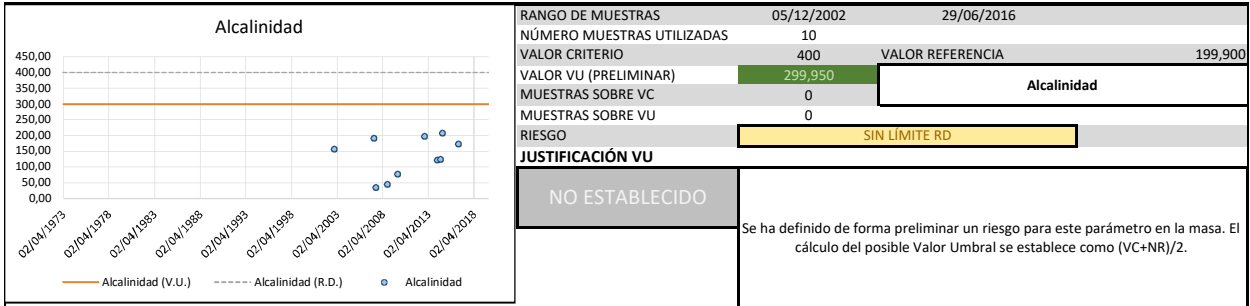 Alcalinidad
450,00
400,00
350,00
300,00
250,00
200,00
150,00
100,00
50,00
0,00
02/04/1973
02/04/1978
02/04/1983
02/04/1988
02/04/1993
02/04/1998
02/04/2003
02/04/2008
02/04/2013
02/04/2018
Alcalinidad (V.U.) Alcalinidad (R.D.) Alcalinidad
RANGO DE MUESTRAS 05/12/2002 29/06/2016
NÚMERO MUESTRAS UTILIZADAS 10
VALOR CRITERIO 400 VALOR REFERENCIA 199,900
VALOR VU (PRELIMINAR) 299,950
Alcalinidad
MUESTRAS SOBRE VC 0
MUESTRAS SOBRE VU 0
RIESGO SIN LÍMITE RD
JUSTIFICACIÓN VU
NO ESTABLECIDO
Se ha definido de forma preliminar un riesgo para este parámetro en la masa. El
cálculo del posible Valor Umbral se establece como (VC+NR)/2.